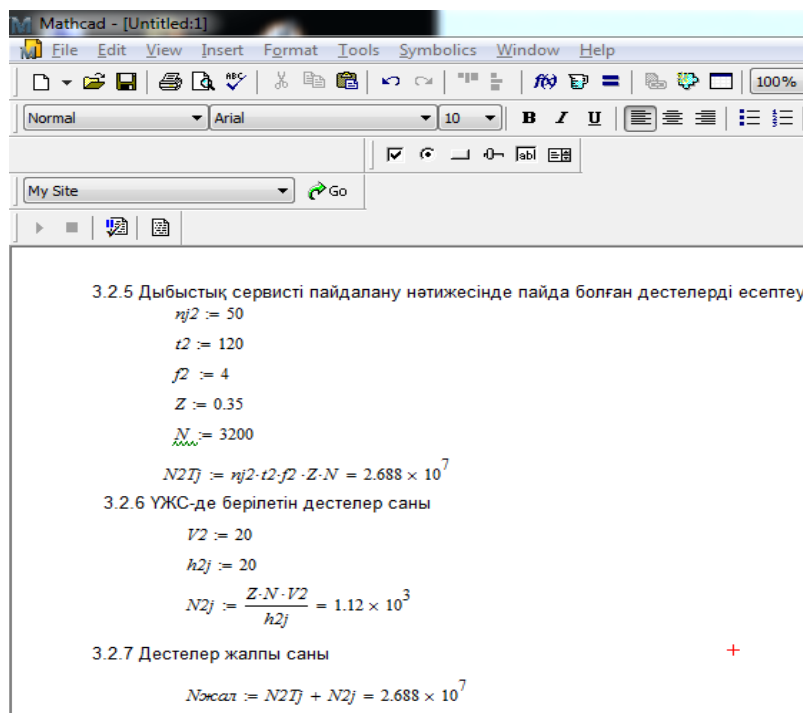 Mathcad - [Untitled:1]
File Edit View Insert Format Tools Symbolics Window Help
100%
Normal Arial 10 B I U
My Site Go
3.2.5 Дыбыстық сервисті пайдалану нәтижесінде пайда болған дестелерді есептеу
nj2 := 50
t2 := 120
f2 := 4
Z := 0.35
N := 3200
N2Tj := nj2·t2·f2·Z·N = 2.688 × 10^7
3.2.6 ҮЖС-де берілетін дестелер саны
V2 := 20
h2j := 20
N2j := Z·N·V2 / h2j = 1.12 × 10^3
3.2.7 Дестелер жалпы саны
Nжал := N2Tj + N2j = 2.688 × 10^7